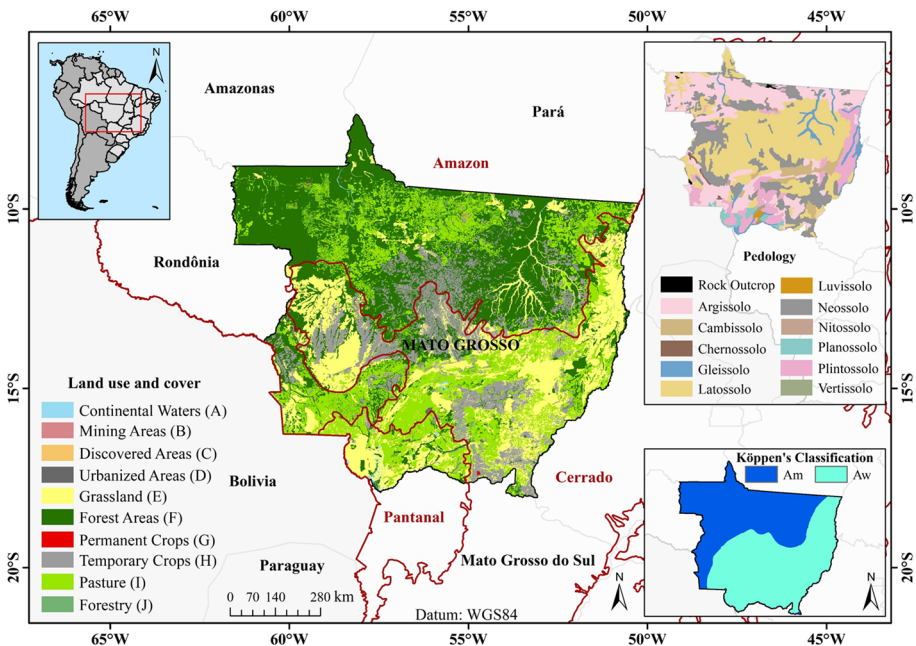 65°W 60°W 55°W 50°W 45°W
N
Amazonas
Pará
Amazon
10°S
10°S
Rondônia
Pedology
Rock Outcrop
Luvissolo
Argissolo
Neossolo
Cambissolo
Nitossolo
Chernossolo
Planossolo
Gleissolo
Plintossolo
Latossolo
Vertissolo
MATO GROSSO
15°S
15°S
Land use and cover
Continental Waters (A)
Mining Areas (B)
Discovered Areas (C)
Urbanized Areas (D)
Grassland (E)
Forest Areas (F)
Permanent Crops (G)
Temporary Crops (H)
Pasture (I)
Forestry (J)
Bolivia
Cerrado
Pantanal
Paraguay
Mato Grosso do Sul
Köppen's Classification
Am
Aw
20°S
20°S
N
N
0 70 140 280 km
Datum: WGS84
65°W 60°W 55°W 50°W 45°W